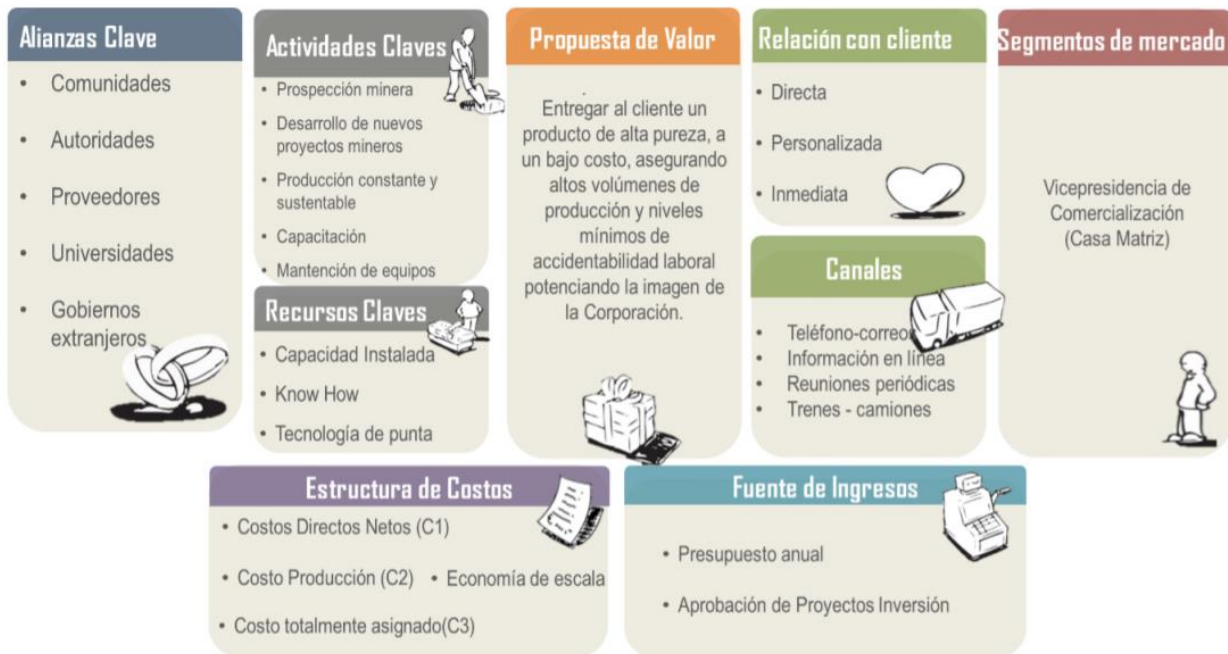 Alianzas Clave
• Comunidades
• Autoridades
• Proveedores
• Universidades
• Gobiernos
extranjeros
Actividades Claves
• Prospección minera
• Desarrollo de nuevos
proyectos mineros
• Producción constante y
sustentable
• Capacitación
• Mantención de equipos
Recursos Claves
• Capacidad Instalada
• Know How
• Tecnología de punta
Propuesta de Valor
Entregar al cliente un
producto de alta pureza, a
un bajo costo, asegurando
altos volúmenes de
producción y niveles
mínimos de
accidentabilidad laboral
potenciando la imagen de
la Corporación.
Relación con cliente
• Directa
• Personalizada
• Inmediata
Canales
• Teléfono-correo
• Información en línea
• Reuniones periódicas
• Trenes - camiones
Segmentos de mercado
Vicepresidencia de
Comercialización
(Casa Matriz)
Estructura de Costos
• Costos Directos Netos (C1)
• Costo Producción (C2) • Economía de escala
• Costo totalmente asignado(C3)
Fuente de Ingresos
• Presupuesto anual
• Aprobación de Proyectos Inversión